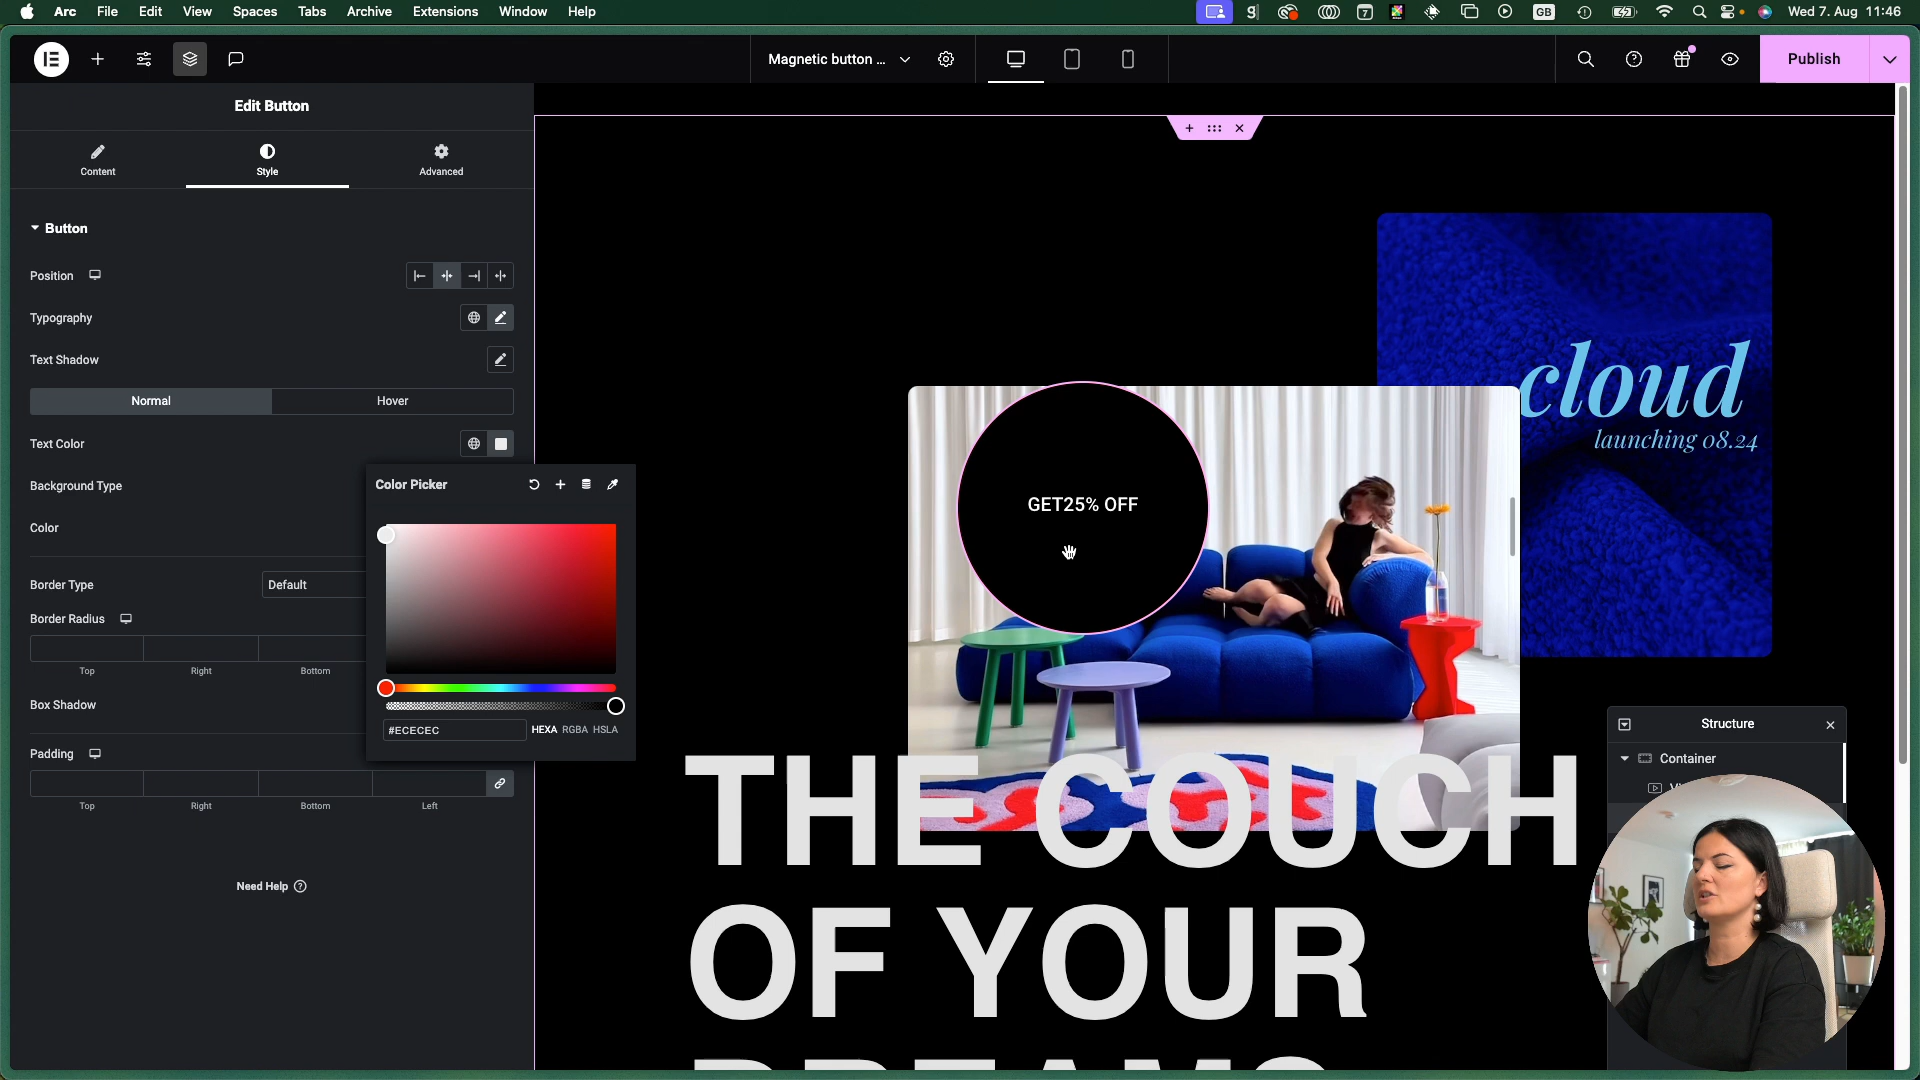 Arc File Edit View Spaces Tabs Archive Extensions Window Help
GB Wed 7. Aug 11:46
Magnetic button ...
Publish
Edit Button
Content Style Advanced
Button
Position
Typography
Text Shadow
Normal Hover
Text Color
Background Type
Color
Border Type Default
Border Radius
Top Right Bottom
Box Shadow
Padding
Top Right Bottom Left
Need Help
Color Picker
#ECECEC HEXA RGBA HSLA
cloud
launching 08.24
GET25% OFF
THE COUCH
OF YOUR
DREAMS
Structure
Container